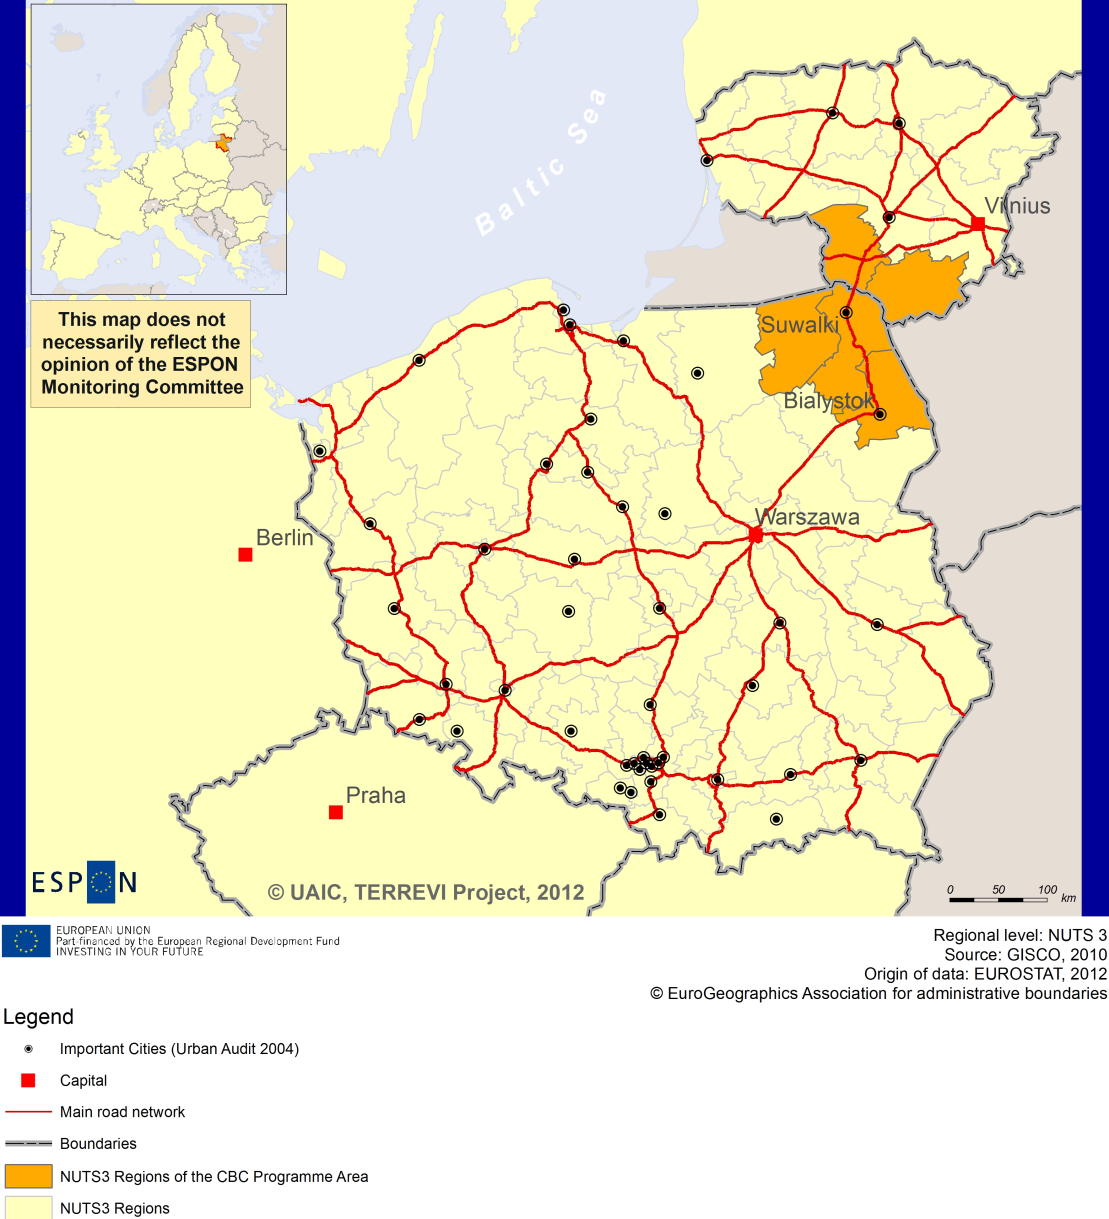 Baltic Sea
Vilnius
This map does not
necessarily reflect the
opinion of the ESPON
Monitoring Committee
Suwalki
Bialystok
Warszawa
Berlin
Praha
ESPON
© UAIC, TERREVI Project, 2012
0 50 100
km
EUROPEAN UNION
Part-financed by the European Regional Development Fund
INVESTING IN YOUR FUTURE
Regional level: NUTS 3
Source: GISCO, 2010
Origin of data: EUROSTAT, 2012
© EuroGeographics Association for administrative boundaries
Legend
Important Cities (Urban Audit 2004)
Capital
Main road network
Boundaries
NUTS3 Regions of the CBC Programme Area
NUTS3 Regions